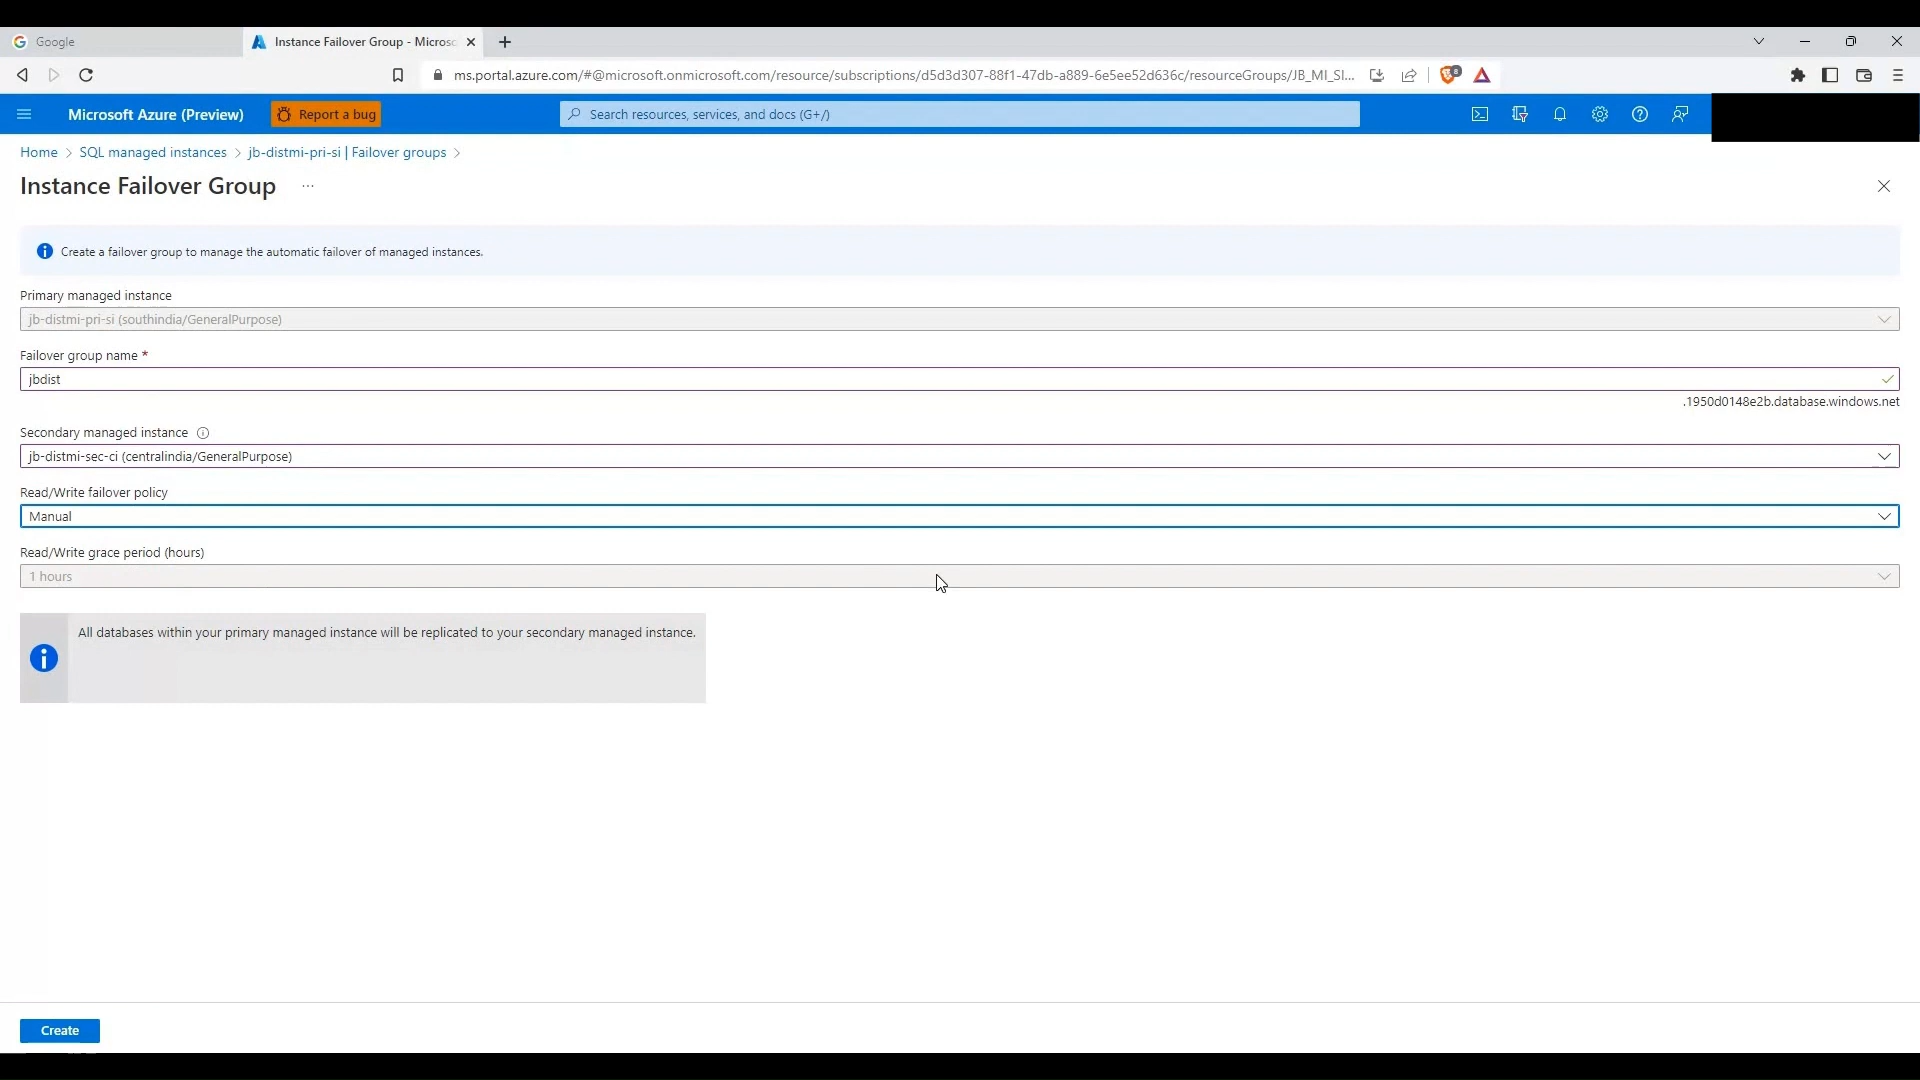 Google
Instance Failover Group - Micros
ms.portal.azure.com/#@microsoft.onmicrosoft.com/resource/subscriptions/d5d3d307-88f1-47db-a889-6e5ee52d636c/resourceGroups/JB_MI_SI...
8
Microsoft Azure (Preview)
Report a bug
Search resources, services, and docs (G+/)
Home > SQL managed instances > jb-distmi-pri-si | Failover groups >
Instance Failover Group ...
Create a failover group to manage the automatic failover of managed instances.
Primary managed instance
jb-distmi-pri-si (southindia/GeneralPurpose)
Failover group name *
jbdist
.1950d0148e2b.database.windows.net
Secondary managed instance
jb-distmi-sec-ci (centralindia/GeneralPurpose)
Read/Write failover policy
Manual
Read/Write grace period (hours)
1 hours
All databases within your primary managed instance will be replicated to your secondary managed instance.
Create